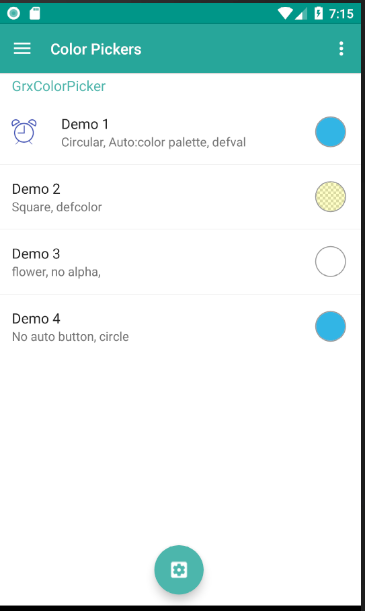 7:15
Color Pickers
GrxColorPicker
Demo 1
Circular, Auto:color palette, defval
Demo 2
Square, defcolor
Demo 3
flower, no alpha,
Demo 4
No auto button, circle